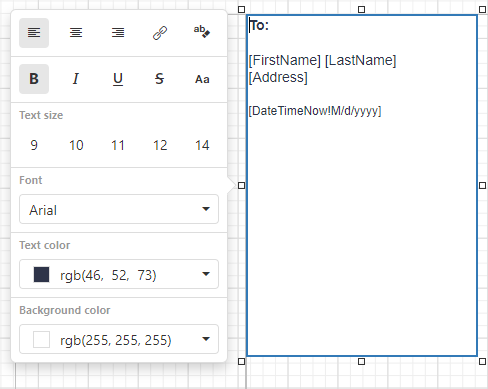 ab
B I U S Aa
Text size
9 10 11 12 14
Font
Arial
Text color
rgb(46, 52, 73)
Background color
rgb(255, 255, 255)
To:
[FirstName] [LastName]
[Address]
[DateTimeNow!M/d/yyyy]